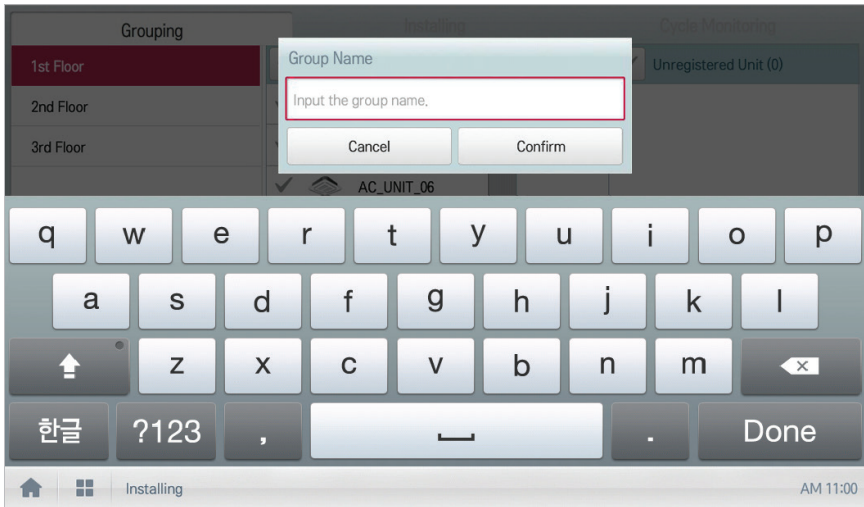 Grouping
Installing
Cycle Monitoring
1st Floor
Group Name
Unregistered Unit (0)
Input the group name.
2nd Floor
3rd Floor
Cancel
Confirm
AC_UNIT_06
q w e r t y u i o p
a s d f g h j k l
z x c v b n m
한글 ?123 , . Done
Installing
AM 11:00